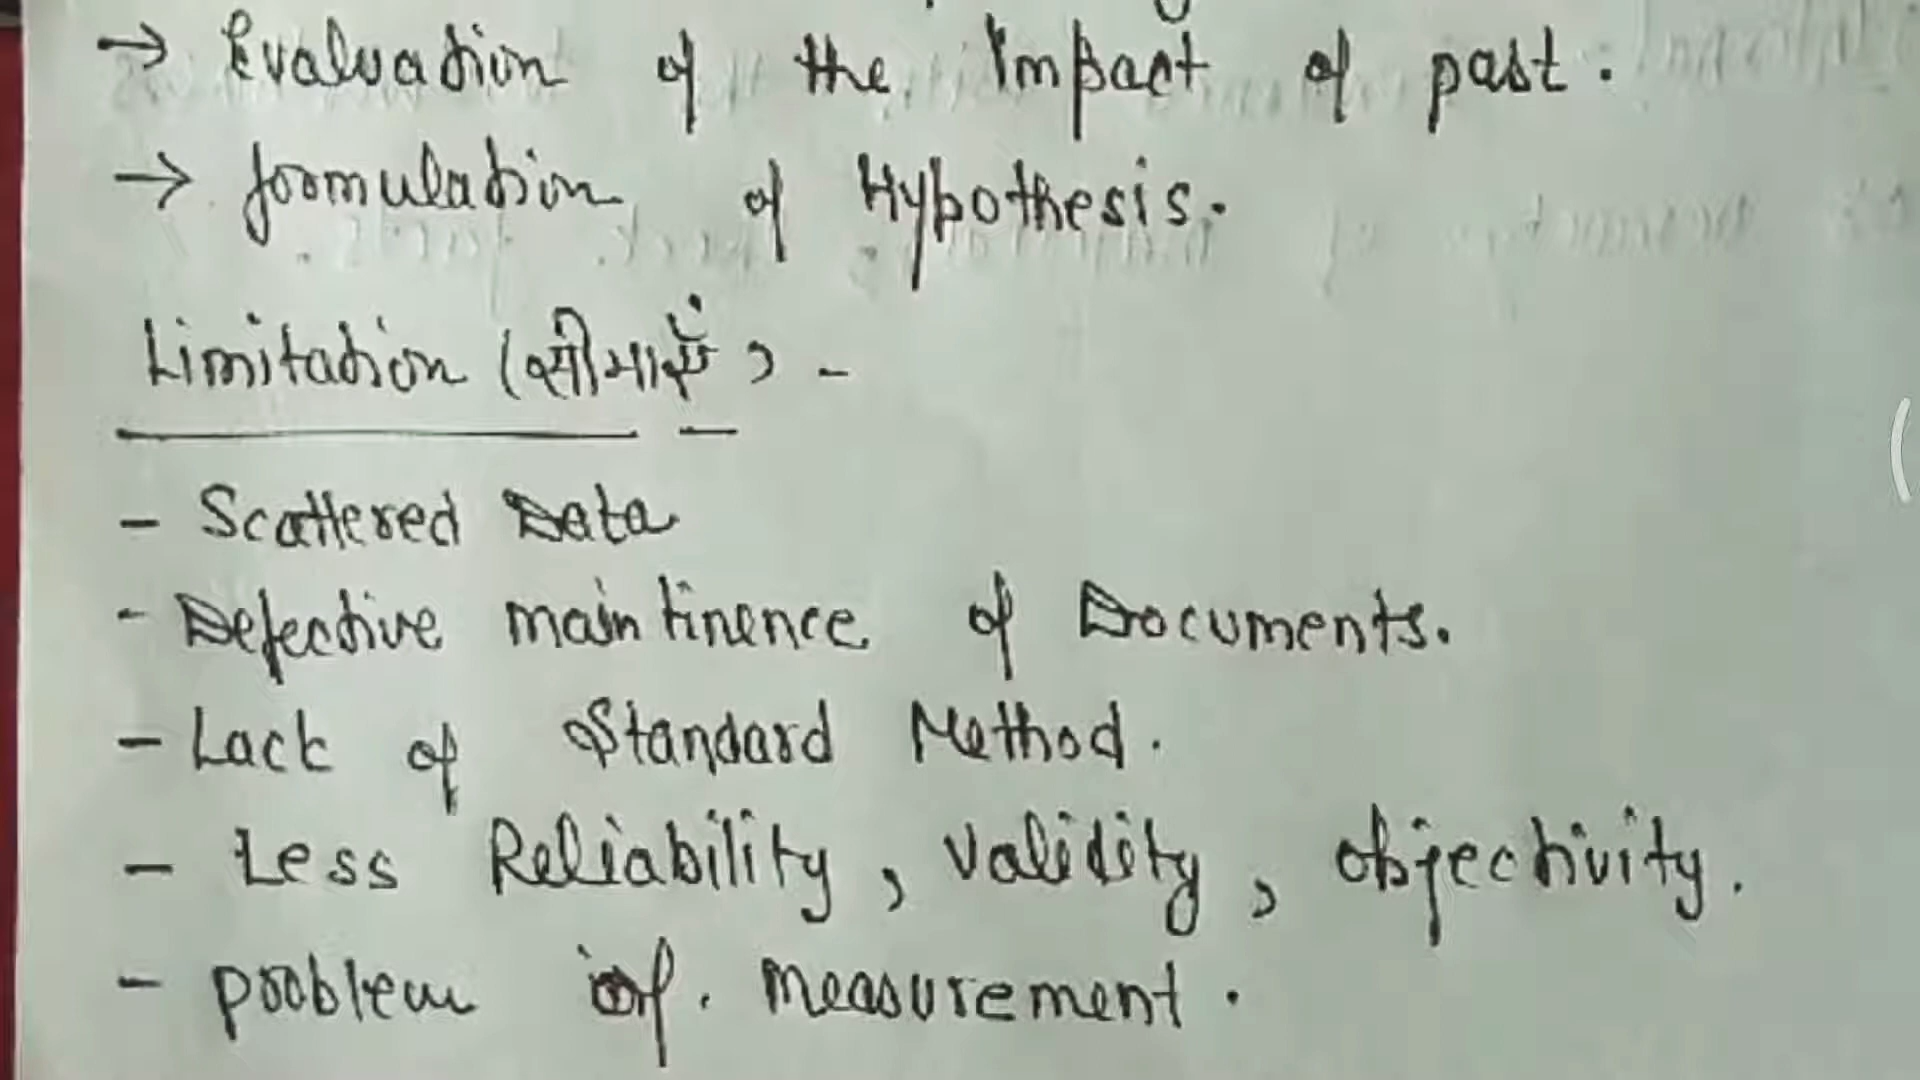 → Evaluation of the Impact of past.
→ formulation of Hypothesis.
Limitation (सीमाएँ) -
- Scattered Data
- Defective maintinence of Documents.
- Lack of Standard Method.
- Less Reliability, Validity, objectivity.
- problem of. measurement.